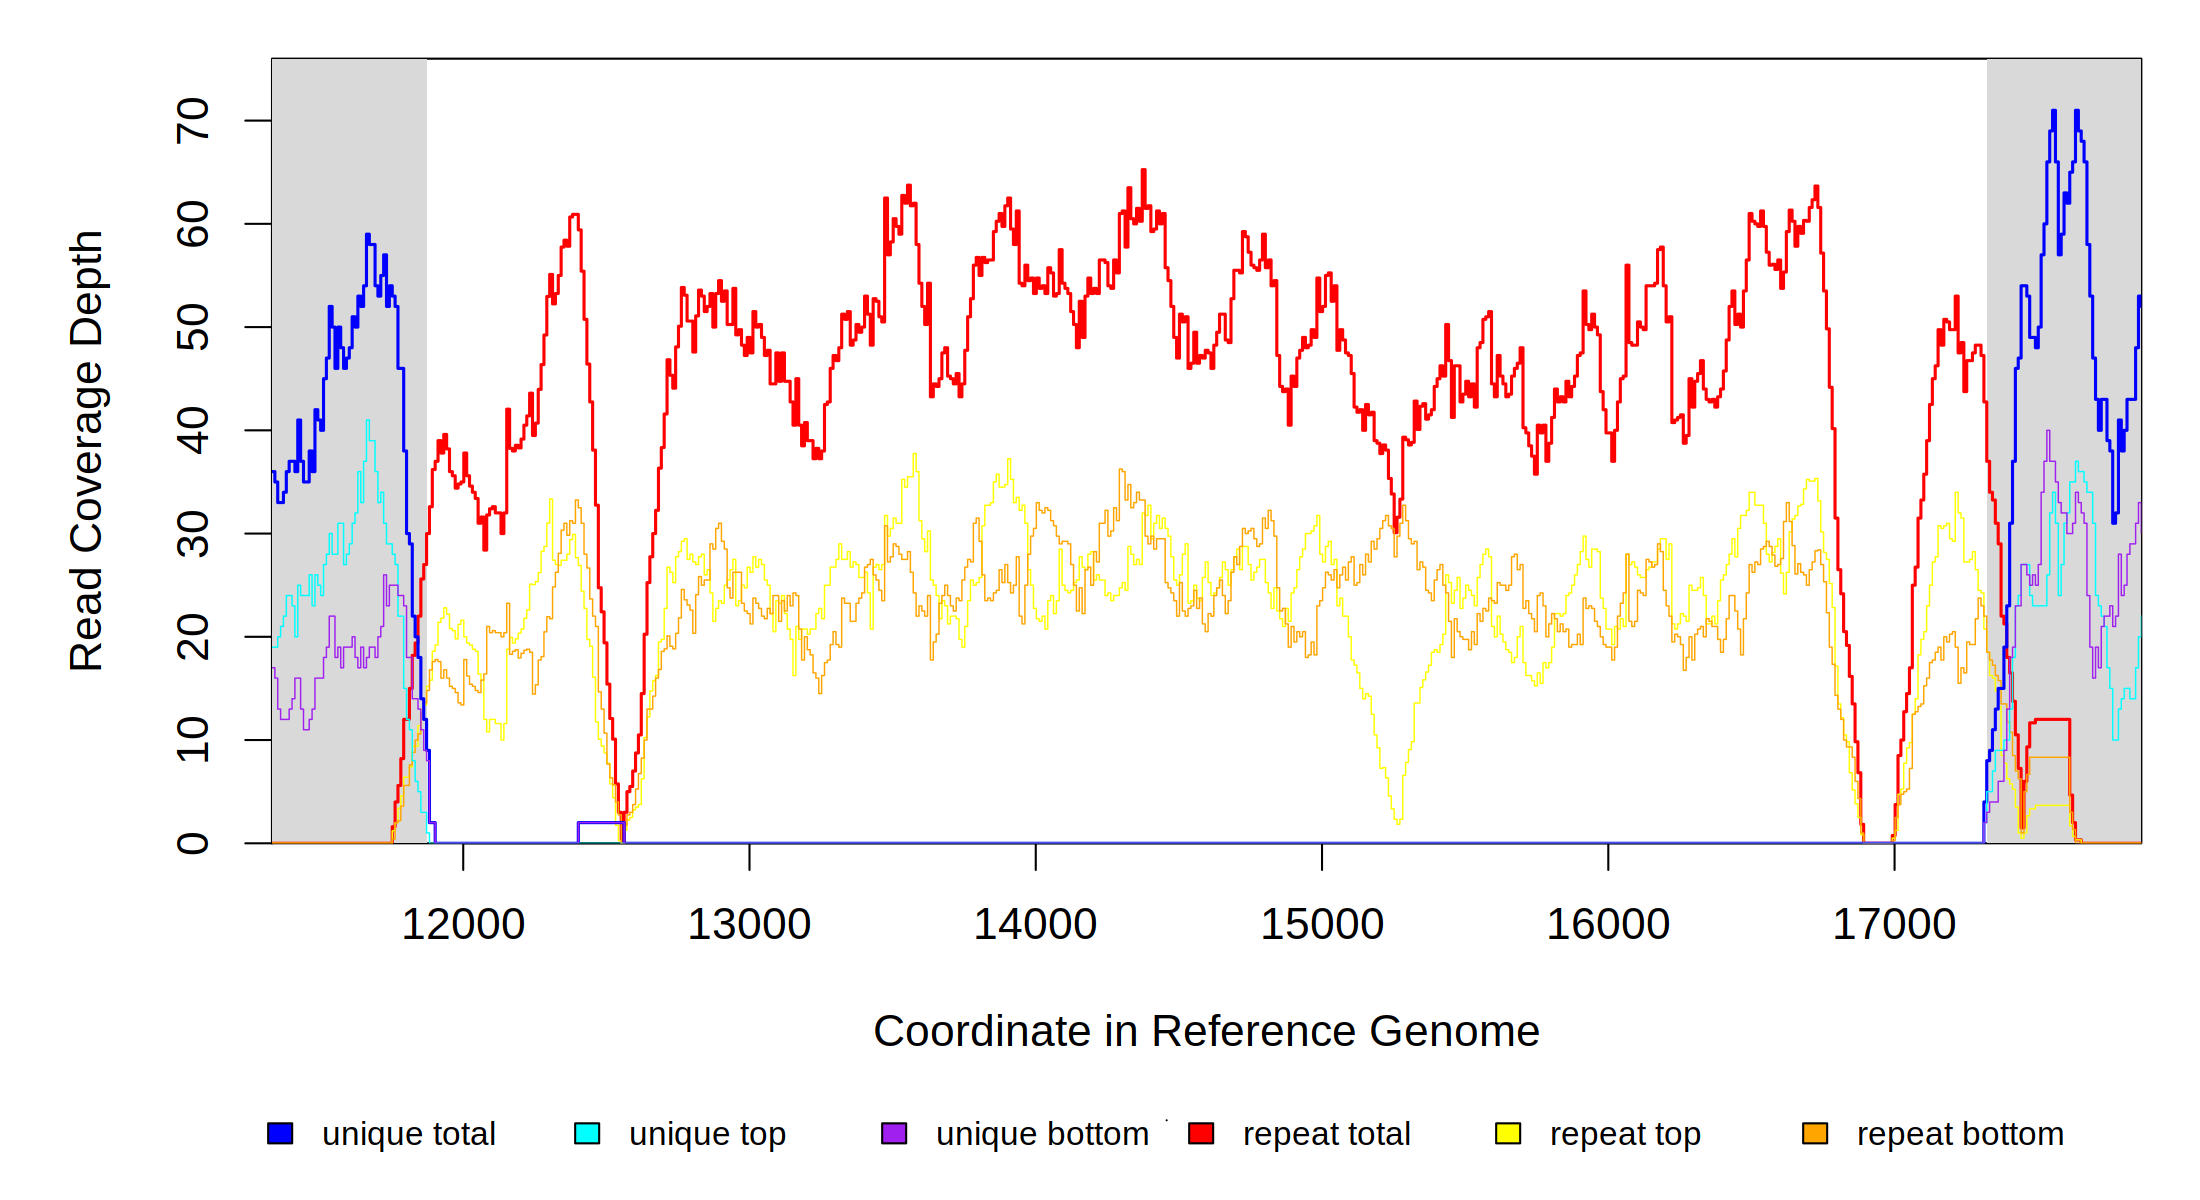 Read Coverage Depth
70
60
50
40
30
20
10
0
12000 13000 14000 15000 16000 17000
Coordinate in Reference Genome
unique total unique top unique bottom repeat total repeat top repeat bottom